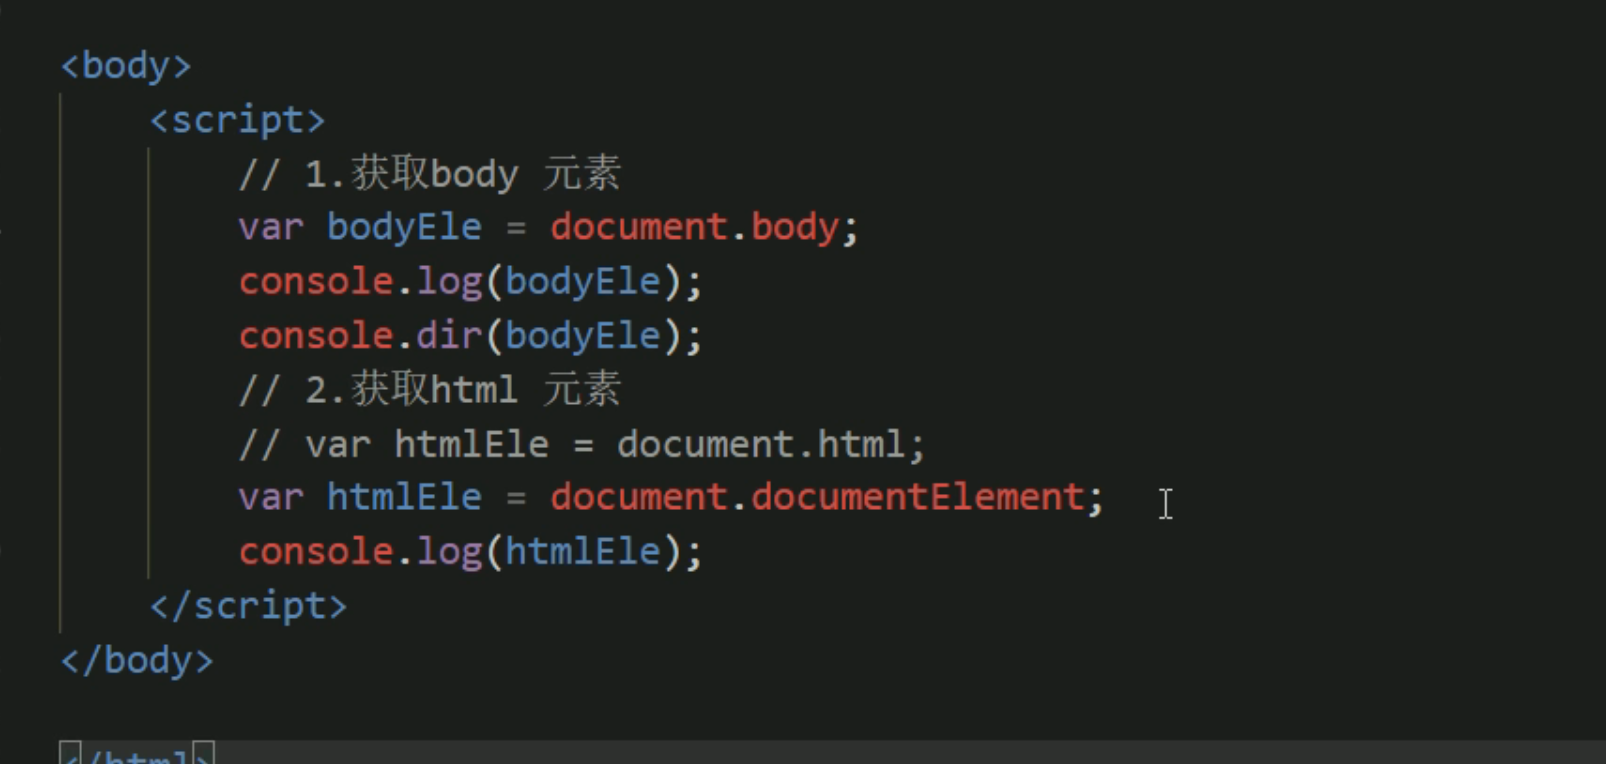 <body>
<script>
// 1.获取body 元素
var bodyEle = document.body;
console.log(bodyEle);
console.dir(bodyEle);
// 2.获取html 元素
// var htmlEle = document.html;
var htmlEle = document.documentElement;
console.log(htmlEle);
</script>
</body>
</html>